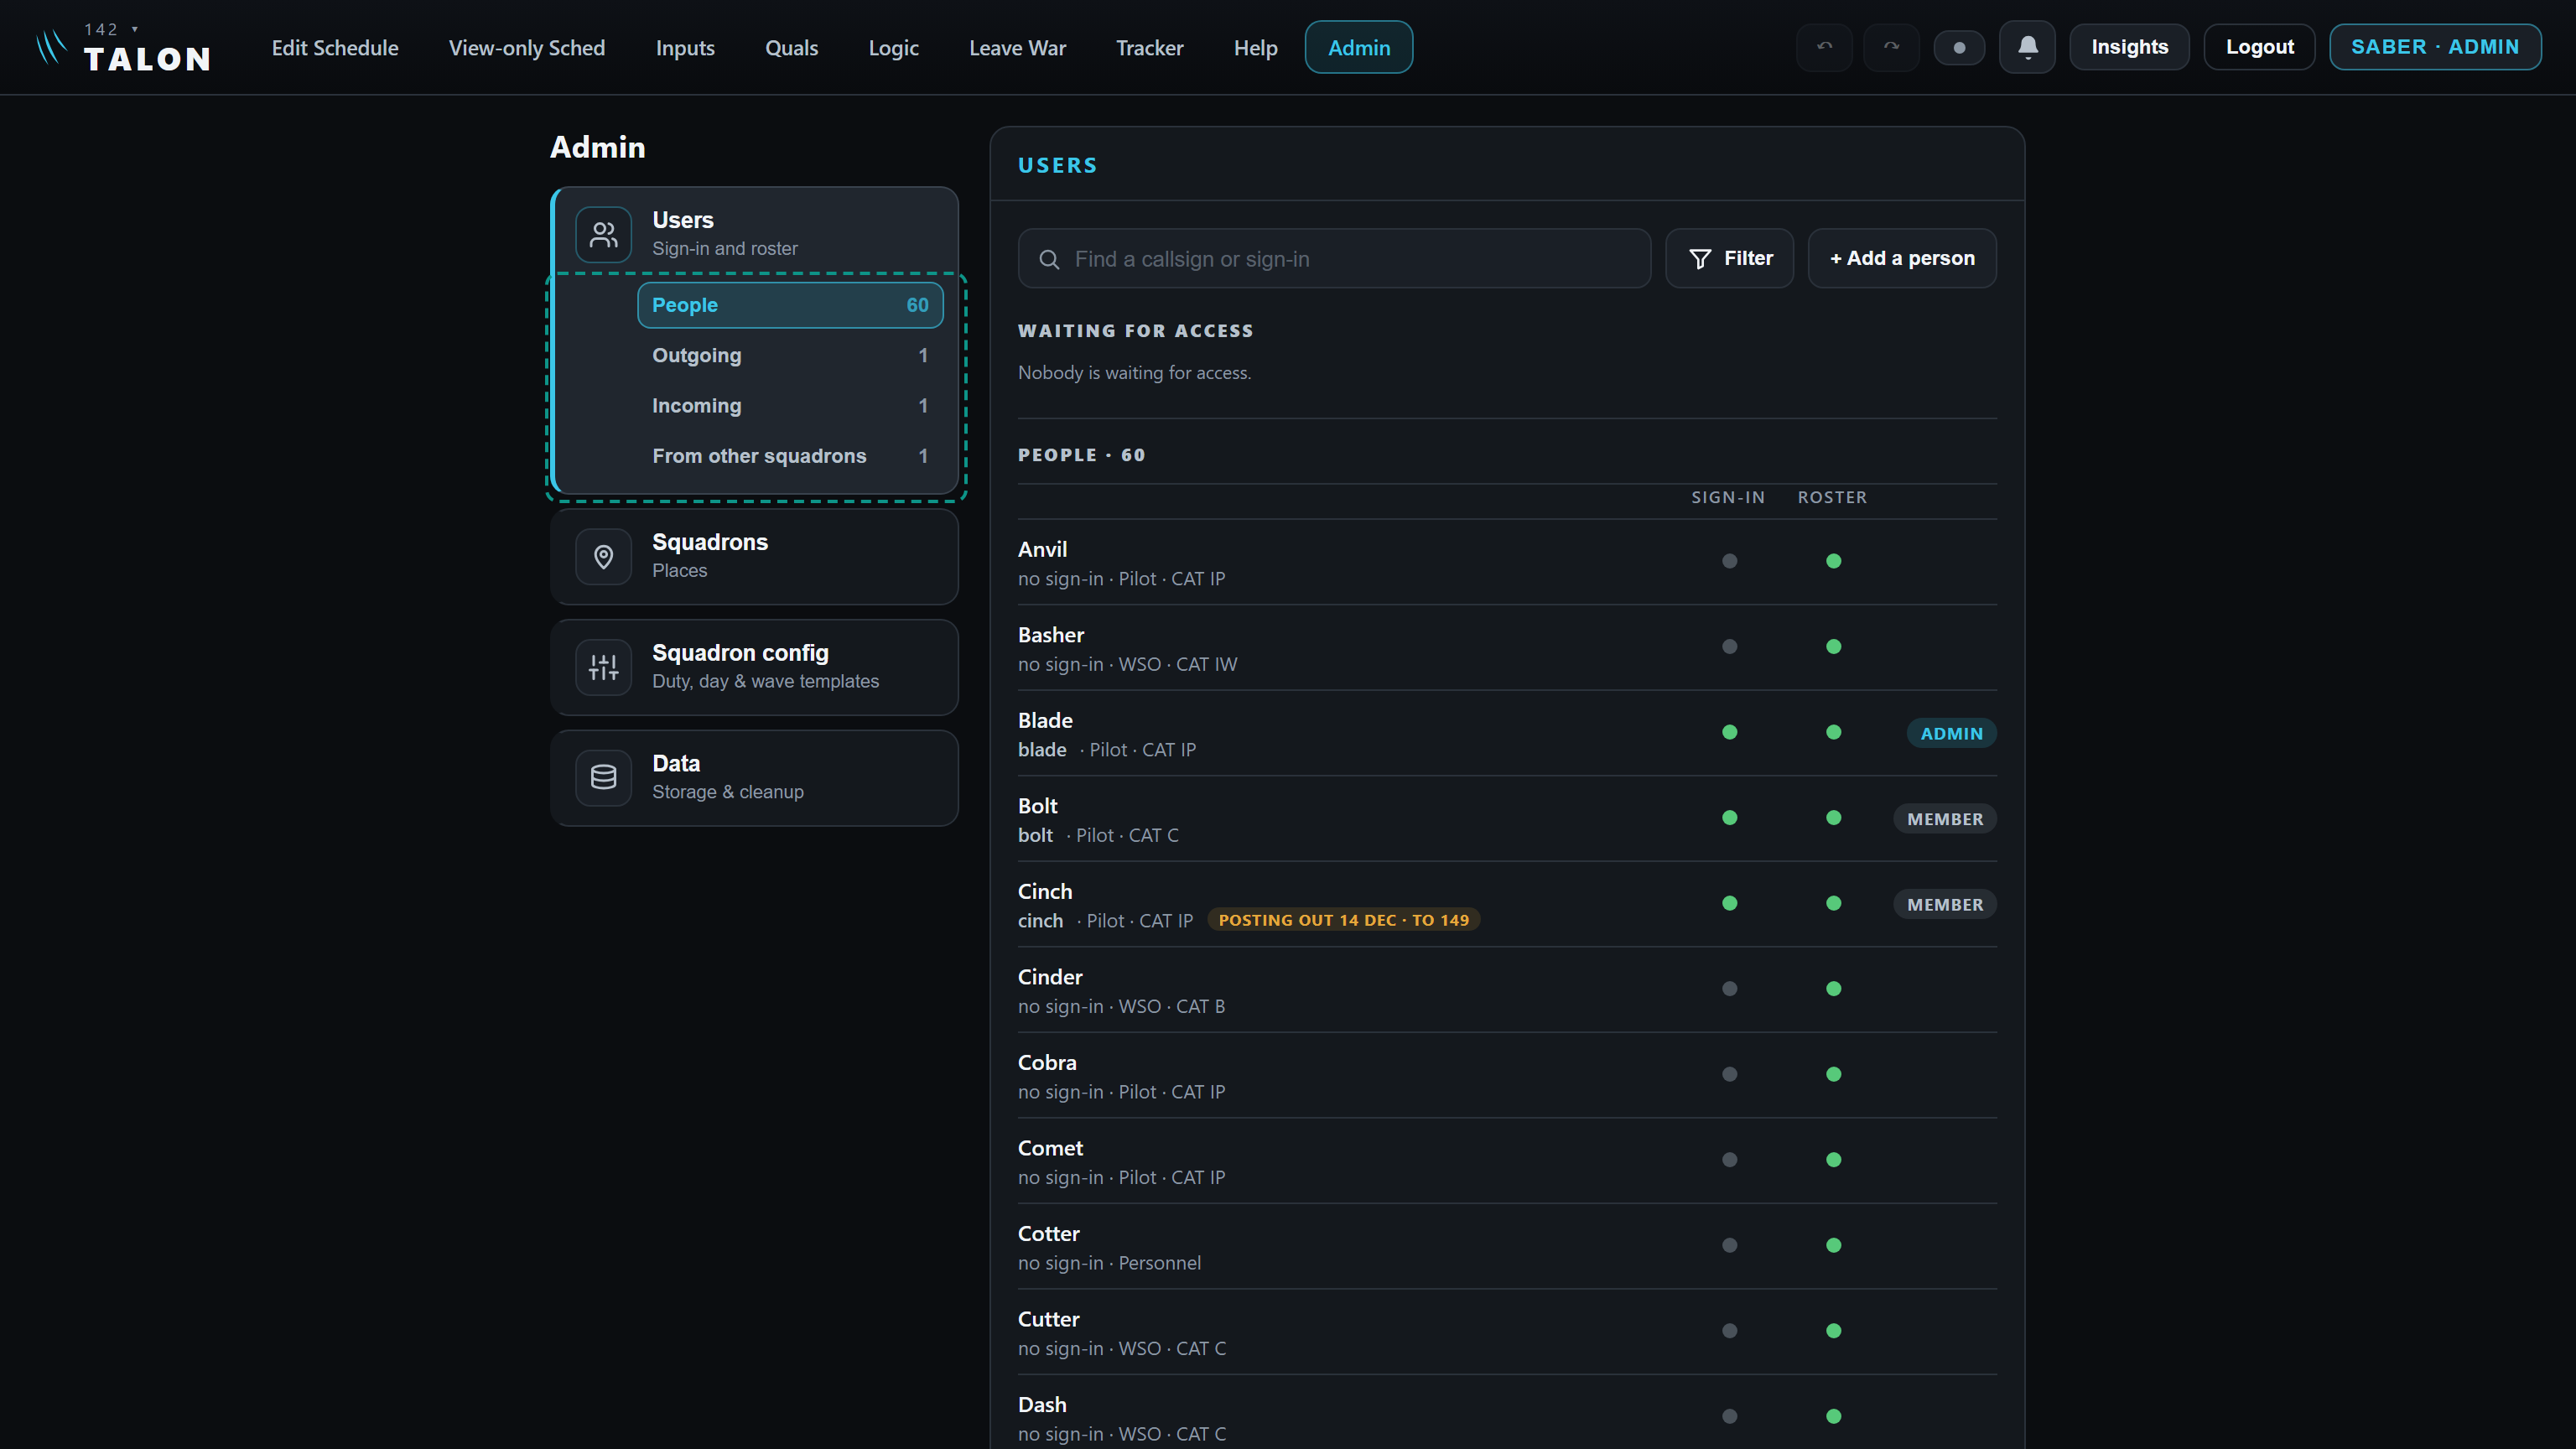 142 ▾
TALON
Edit Schedule
View-only Sched
Inputs
Quals
Logic
Leave War
Tracker
Help
Admin
Insights
Logout
SABER · ADMIN
Admin
Users
Sign-in and roster
People 60
Outgoing 1
Incoming 1
From other squadrons 1
Squadrons
Places
Squadron config
Duty, day & wave templates
Data
Storage & cleanup
USERS
Find a callsign or sign-in
Filter
+ Add a person
WAITING FOR ACCESS
Nobody is waiting for access.
PEOPLE · 60
SIGN-IN ROSTER
Anvil
no sign-in · Pilot · CAT IP
Basher
no sign-in · WSO · CAT IW
Blade
blade · Pilot · CAT IP
ADMIN
Bolt
bolt · Pilot · CAT C
MEMBER
Cinch
cinch · Pilot · CAT IP POSTING OUT 14 DEC · TO 149
MEMBER
Cinder
no sign-in · WSO · CAT B
Cobra
no sign-in · Pilot · CAT IP
Comet
no sign-in · Pilot · CAT IP
Cotter
no sign-in · Personnel
Cutter
no sign-in · WSO · CAT C
Dash
no sign-in · WSO · CAT C